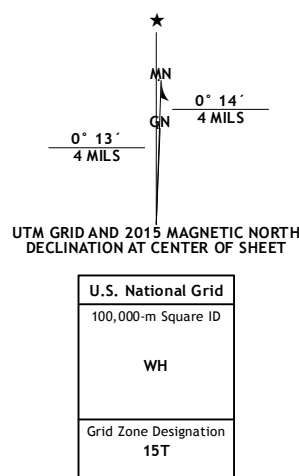 MN
0° 14´
4 MILS
GN
0° 13´
4 MILS
UTM GRID AND 2015 MAGNETIC NORTH
DECLINATION AT CENTER OF SHEET
U.S. National Grid
100,000-m Square ID
WH
Grid Zone Designation
15T